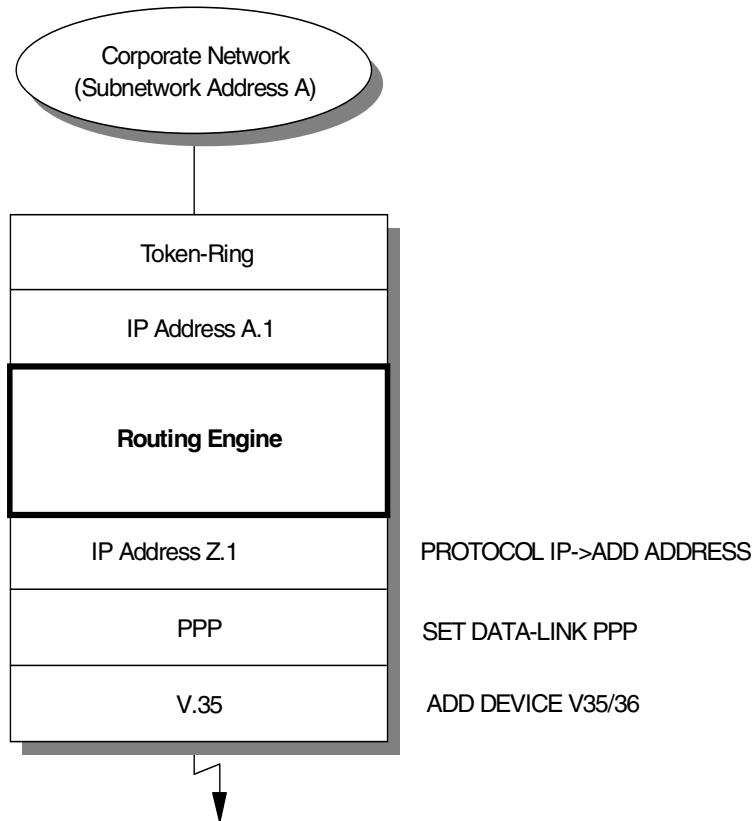 Corporate Network
(Subnetwork Address A)
Token-Ring
IP Address A.1
Routing Engine
IP Address Z.1
PROTOCOL IP->ADD ADDRESS
PPP
SET DATA-LINK PPP
V.35
ADD DEVICE V35/36